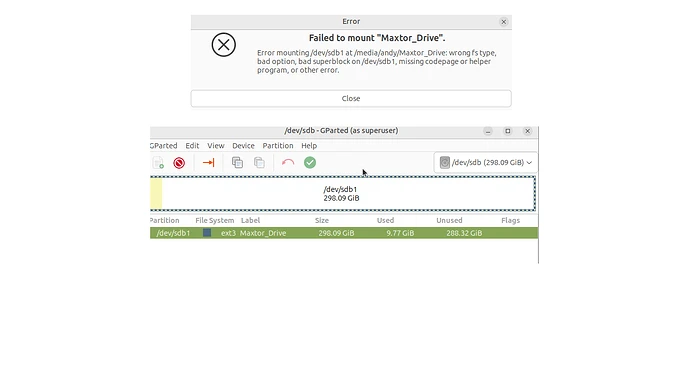 Error
Failed to mount "Maxtor_Drive".
Error mounting /dev/sdb1 at /media/andy/Maxtor_Drive: wrong fs type,
bad option, bad superblock on /dev/sdb1, missing codepage or helper
program, or other error.
Close
/dev/sdb - GParted (as superuser)
GParted Edit View Device Partition Help
/dev/sdb (298.09 GiB)
/dev/sdb1
298.09 GiB
Partition File System Label Size Used Unused Flags
/dev/sdb1 ext3 Maxtor_Drive 298.09 GiB 9.77 GiB 288.32 GiB